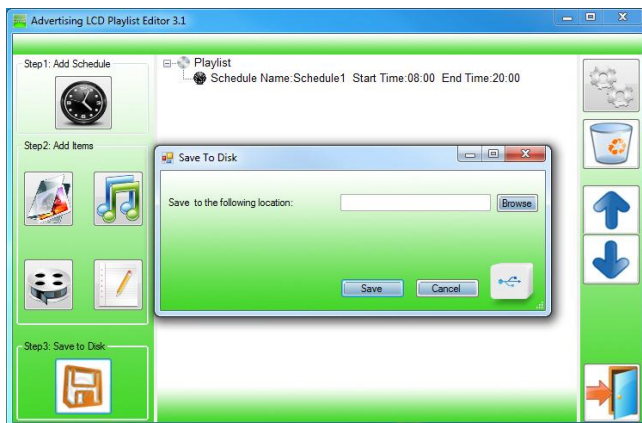 Advertising LCD Playlist Editor 3.1
Step1: Add Schedule
Playlist
Schedule Name:Schedule1 Start Time:08:00 End Time:20:00
Step2: Add Items
Save To Disk
Save to the following location:
Browse
Save
Cancel
Step3: Save to Disk